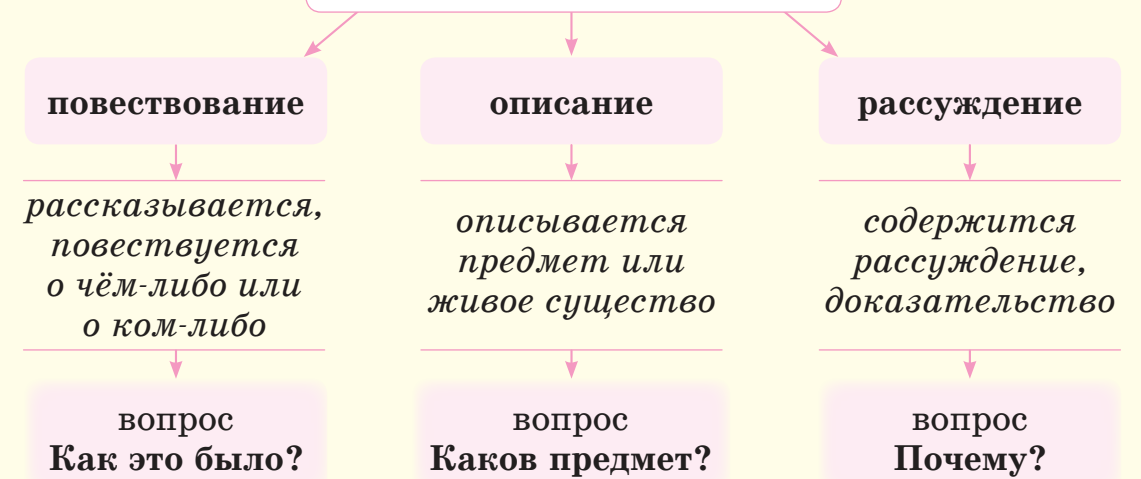 повествование
рассказывается,
повествуется
о чём-либо или
о ком-либо
вопрос
Как это было?
описание
описывается
предмет или
живое существо
вопрос
Каков предмет?
рассуждение
содержится
рассуждение,
доказательство
вопрос
Почему?